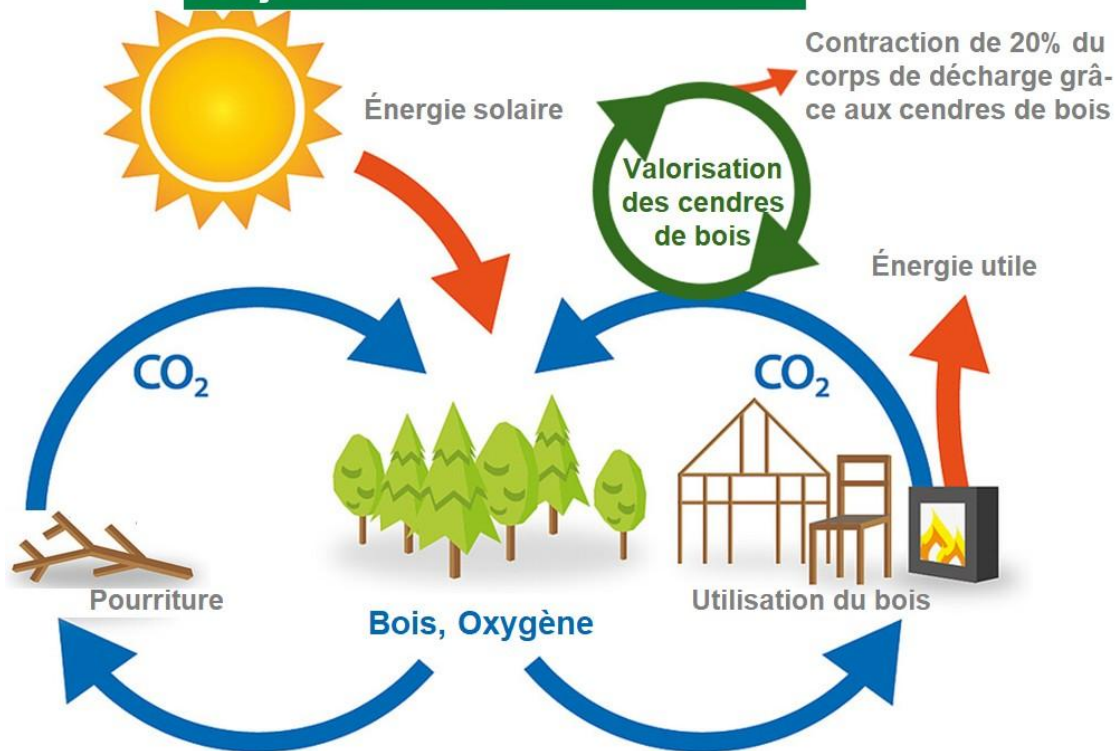 Énergie solaire
Contraction de 20% du
corps de décharge grâ-
ce aux cendres de bois
Valorisation
des cendres
de bois
Énergie utile
CO₂
CO₂
Pourriture
Bois, Oxygène
Utilisation du bois